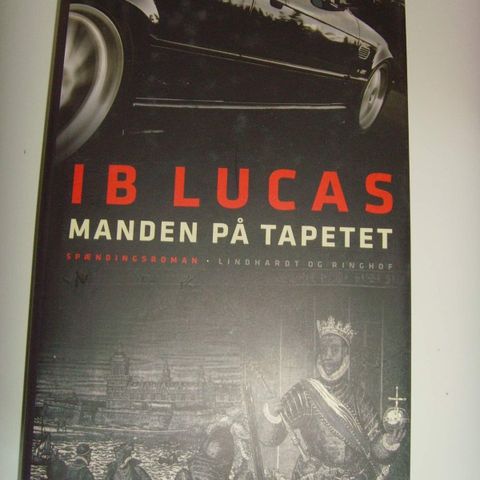 IB LUCAS
MANDEN PÅ TAPETET
SPÆNDINGSROMAN · LINDHARDT OG RINGHOF